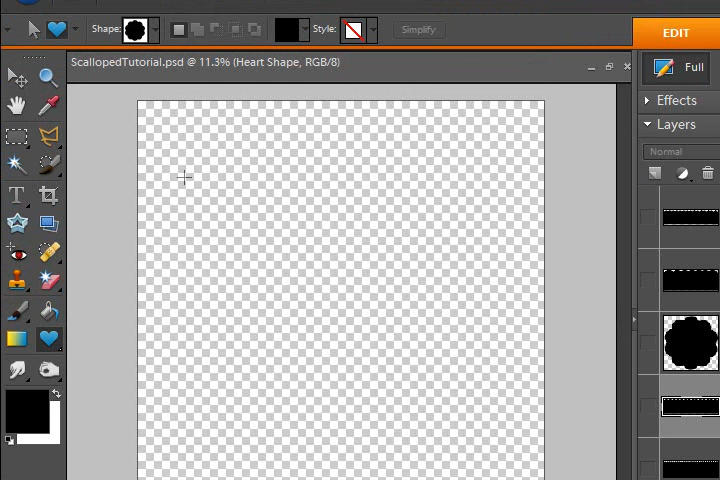 Shape:
Style:
Simplify
EDIT
ScallopedTutorial.psd @ 11.3% (Heart Shape, RGB/8)
Full
Effects
Layers
Normal
T